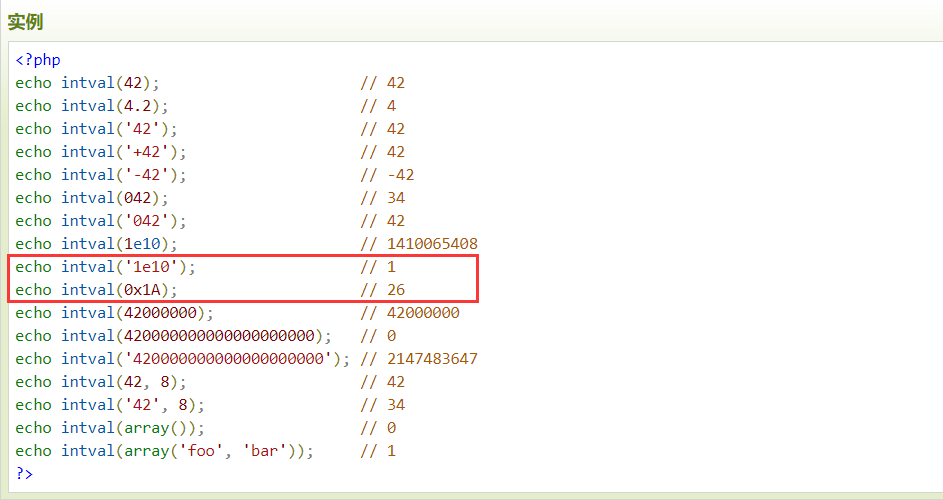 实例
<?php
echo intval(42);                      // 42
echo intval(4.2);                     // 4
echo intval('42');                    // 42
echo intval('+42');                   // 42
echo intval('-42');                   // -42
echo intval(042);                     // 34
echo intval('042');                   // 42
echo intval(1e10);                    // 1410065408
echo intval('1e10');                  // 1
echo intval(0x1A);                    // 26
echo intval(42000000);                // 42000000
echo intval(420000000000000000000);   // 0
echo intval('420000000000000000000'); // 2147483647
echo intval(42, 8);                   // 42
echo intval('42', 8);                 // 34
echo intval(array());                 // 0
echo intval(array('foo', 'bar'));     // 1
?>